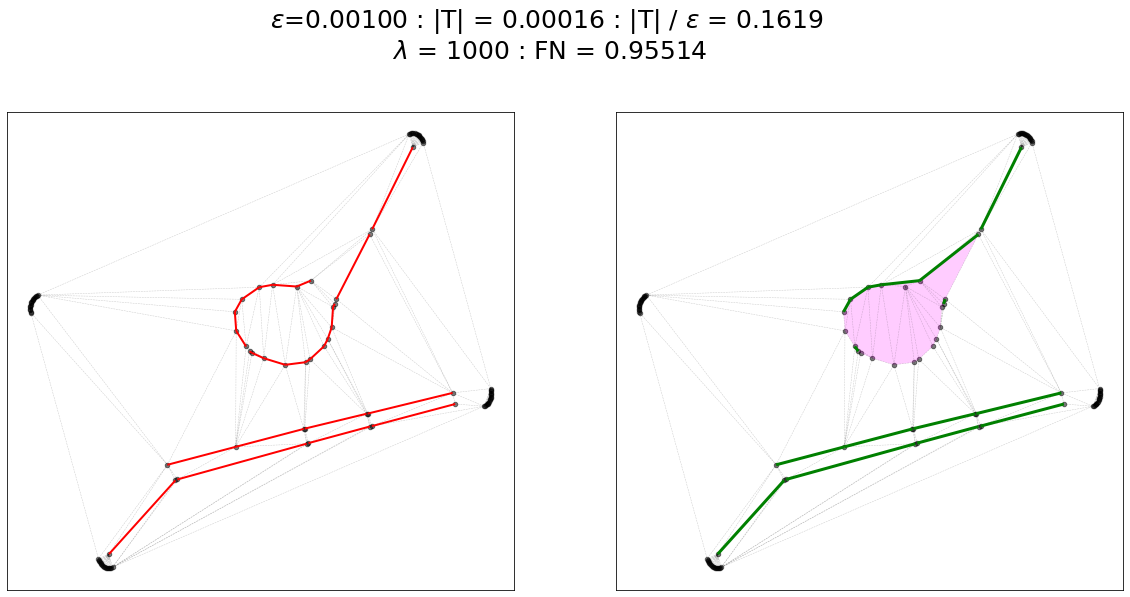 ε=0.00100 : |T| = 0.00016 : |T| / ε = 0.1619
λ = 1000 : FN = 0.95514